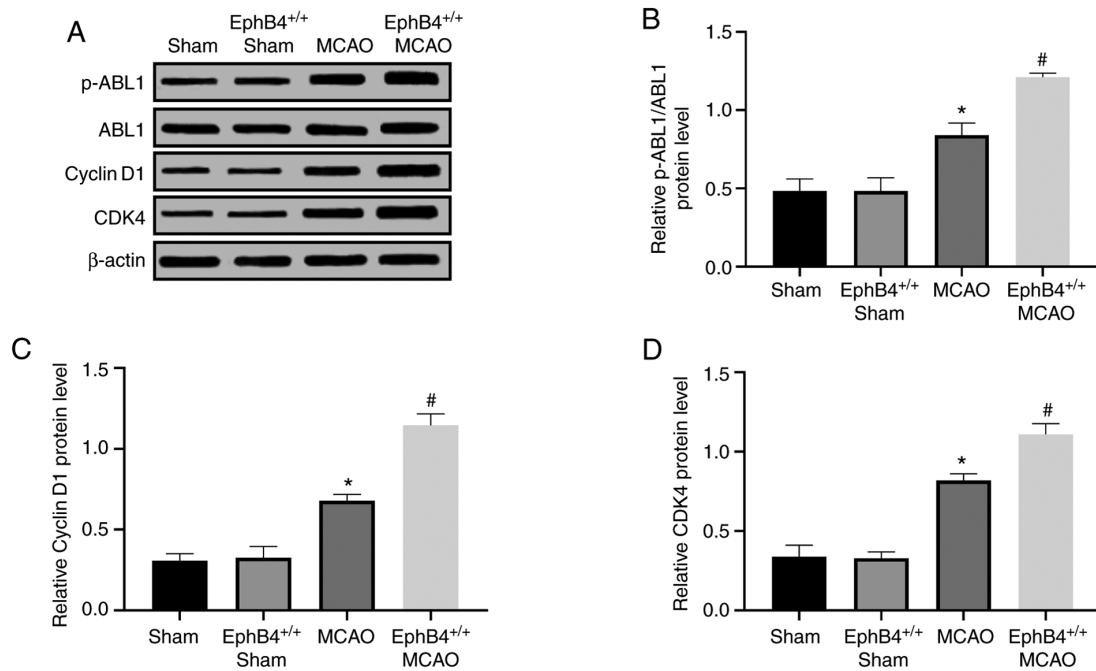 A
Sham
EphB4+/+
Sham
MCAO
EphB4+/+
MCAO
p-ABL1
ABL1
Cyclin D1
CDK4
β-actin
B
Relative p-ABL1/ABL1
protein level
1.5
1.0
0.5
0.0
*
#
Sham
EphB4+/+
Sham
MCAO
EphB4+/+
MCAO
C
Relative Cyclin D1 protein level
1.5
1.0
0.5
0.0
*
#
Sham
EphB4+/+
Sham
MCAO
EphB4+/+
MCAO
D
Relative CDK4 protein level
1.5
1.0
0.5
0.0
*
#
Sham
EphB4+/+
Sham
MCAO
EphB4+/+
MCAO